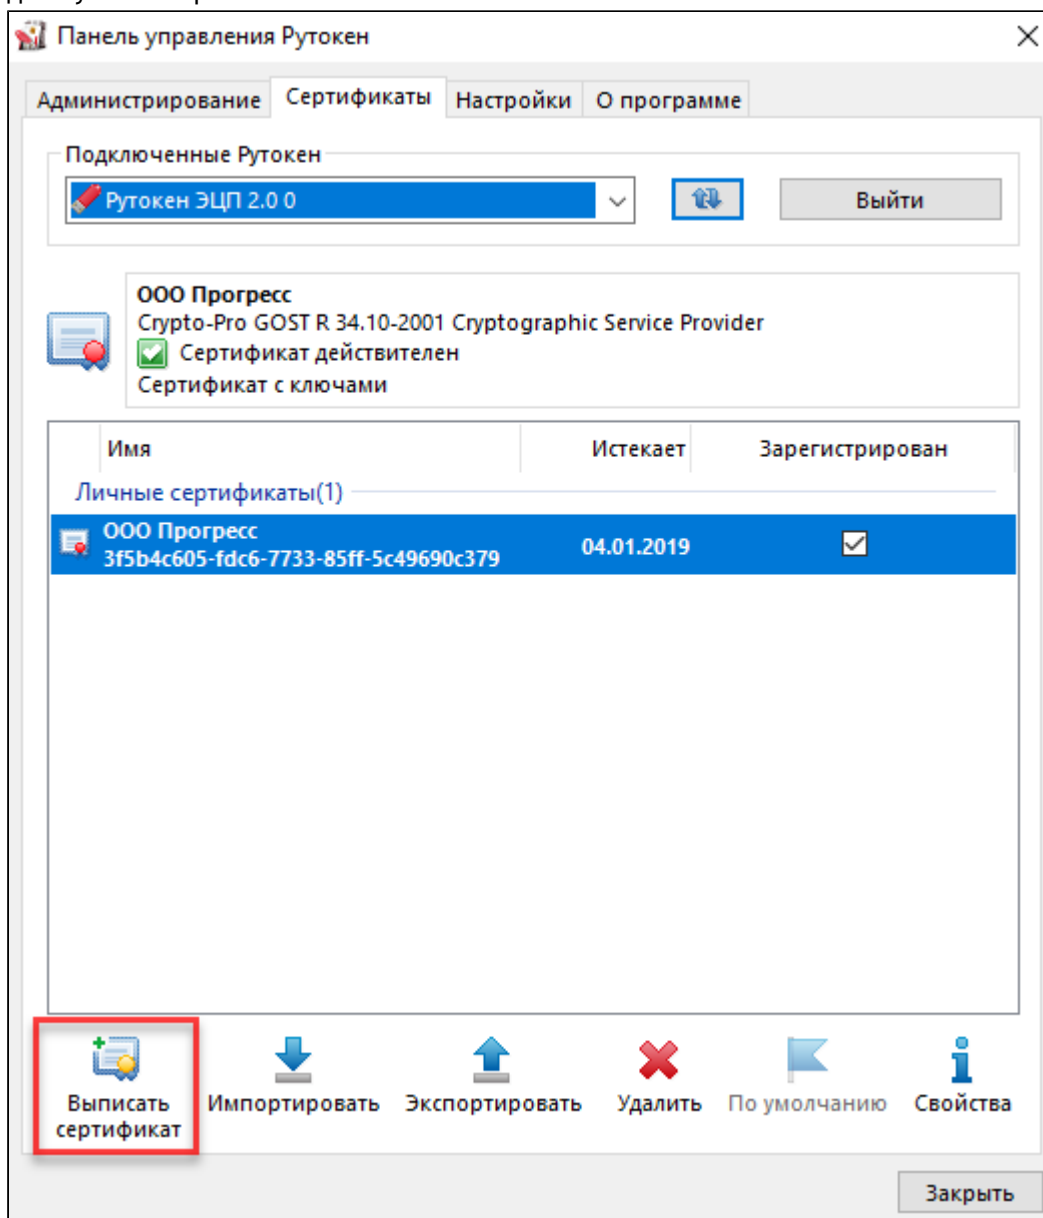 Панель управления Рутокен
Администрирование Сертификаты Настройки О программе
Подключенные Рутокен
Рутокен ЭЦП 2.0 0 Выйти
ООО Прогресс
Crypto-Pro GOST R 34.10-2001 Cryptographic Service Provider
Сертификат действителен
Сертификат с ключами
Имя Истекает Зарегистрирован
Личные сертификаты(1)
ООО Прогресс
3f5b4c605-fdc6-7733-85ff-5c49690c379 04.01.2019
Выписать Импортировать Экспортировать Удалить По умолчанию Свойства
сертификат
Закрыть